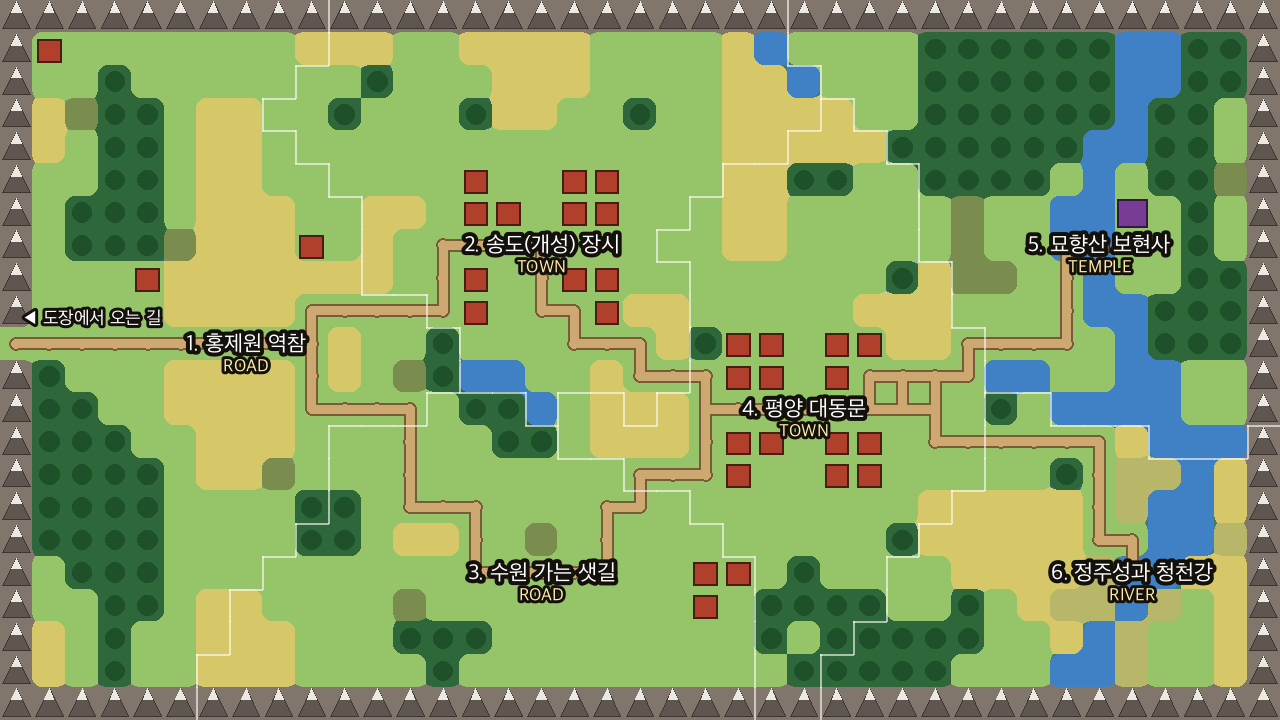 2. 송도(개성) 장시
TOWN
5. 묘향산 보현사
TEMPLE
◀ 도장에서 오는 길
1. 홍제원 역참
ROAD
4. 평양 대동문
TOWN
3. 수원 가는 샛길
ROAD
6. 정주성과 청천강
RIVER